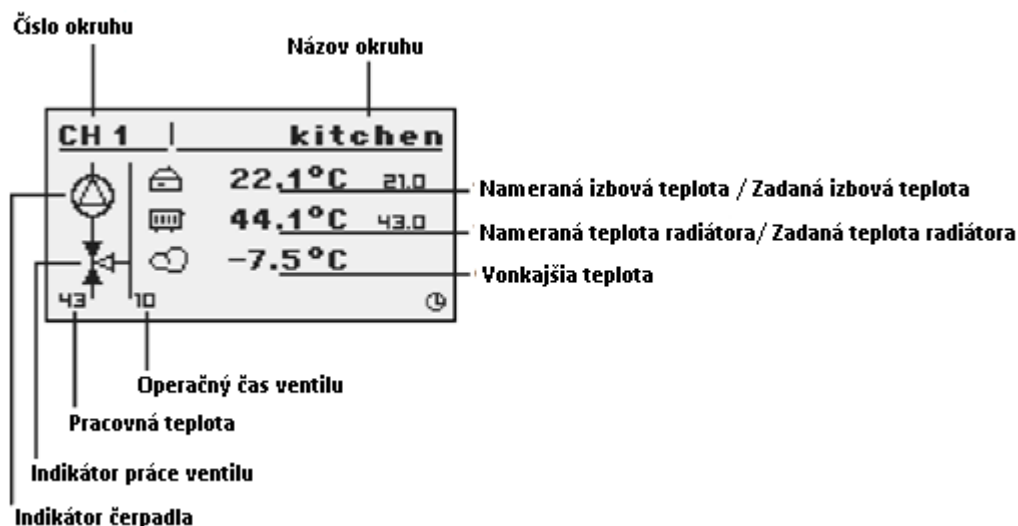 Číslo okruhu
Názov okruhu
CH 1 kitchen
22.1°C 21.0
Nameraná izbová teplota / Zadaná izbová teplota
44.1°C 43.0
Nameraná teplota radiátora/ Zadaná teplota radiátora
-7.5°C
Vonkajšia teplota
43 10
Operačný čas ventilu
Pracovná teplota
Indikátor práce ventilu
Indikátor čerpadla